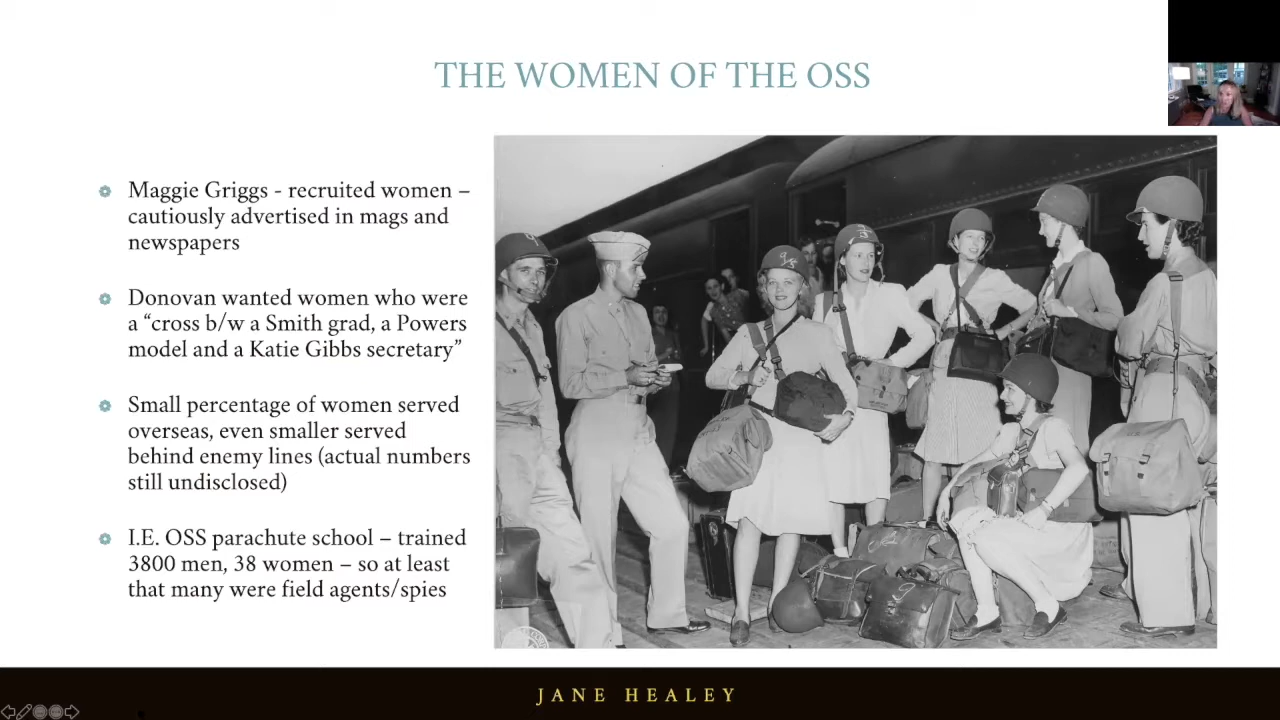 THE WOMEN OF THE OSS
Maggie Griggs - recruited women –
cautiously advertised in mags and
newspapers
Donovan wanted women who were
a “cross b/w a Smith grad, a Powers
model and a Katie Gibbs secretary”
Small percentage of women served
overseas, even smaller served
behind enemy lines (actual numbers
still undisclosed)
I.E. OSS parachute school – trained
3800 men, 38 women – so at least
that many were field agents/spies
JANE HEALEY